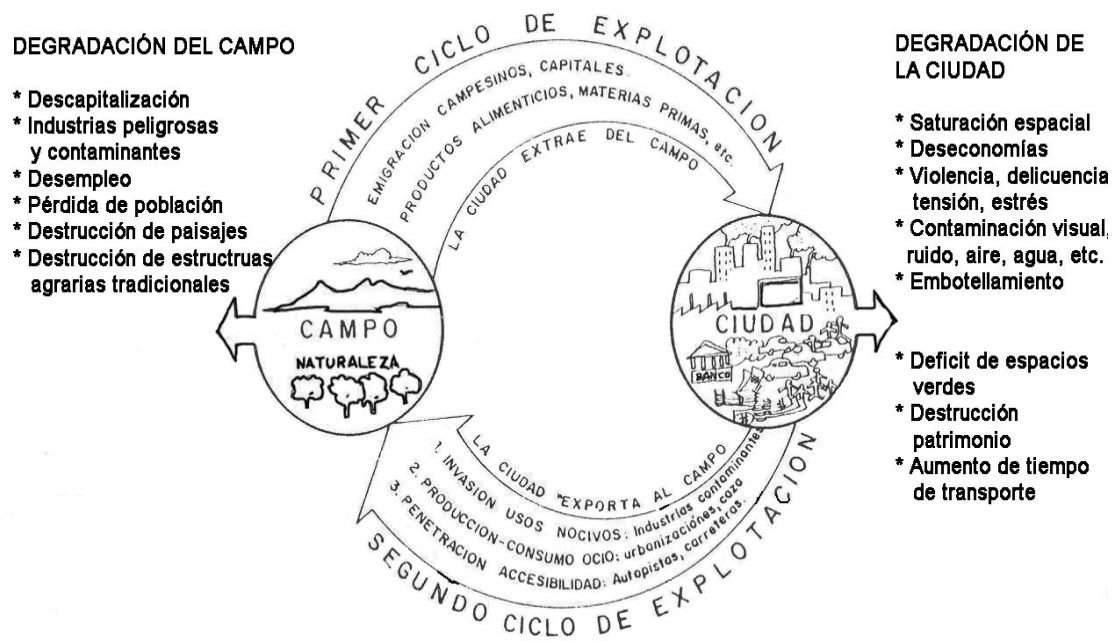 DEGRADACIÓN DEL CAMPO
* Descapitalización
* Industrias peligrosas
y contaminantes
* Desempleo
* Pérdida de población
* Destrucción de paisajes
* Destrucción de estructruas
agrarias tradicionales
PRIMER CICLO DE EXPLOTACION
EMIGRACION CAMPESINOS, CAPITALES.
PRODUCTOS ALIMENTICIOS, MATERIAS PRIMAS, etc.
LA CIUDAD EXTRAE DEL CAMPO
CAMPO
NATURALEZA
CIUDAD
BANCO
LA CIUDAD "EXPORTA AL CAMPO
1. INVASION USOS NOCIVOS: Industrias contaminantes
2. PRODUCCION-CONSUMO OCIO: urbanizaciónes, caza
3. PENETRACION ACCESIBILIDAD: Autopistas, carreteras.
SEGUNDO CICLO DE EXPLOTACION
DEGRADACIÓN DE
LA CIUDAD
* Saturación espacial
* Deseconomías
* Violencia, delicuencia
tensión, estrés
* Contaminación visual,
ruido, aire, agua, etc.
* Embotellamiento
* Deficit de espacios
verdes
* Destrucción
patrimonio
* Aumento de tiempo
de transporte